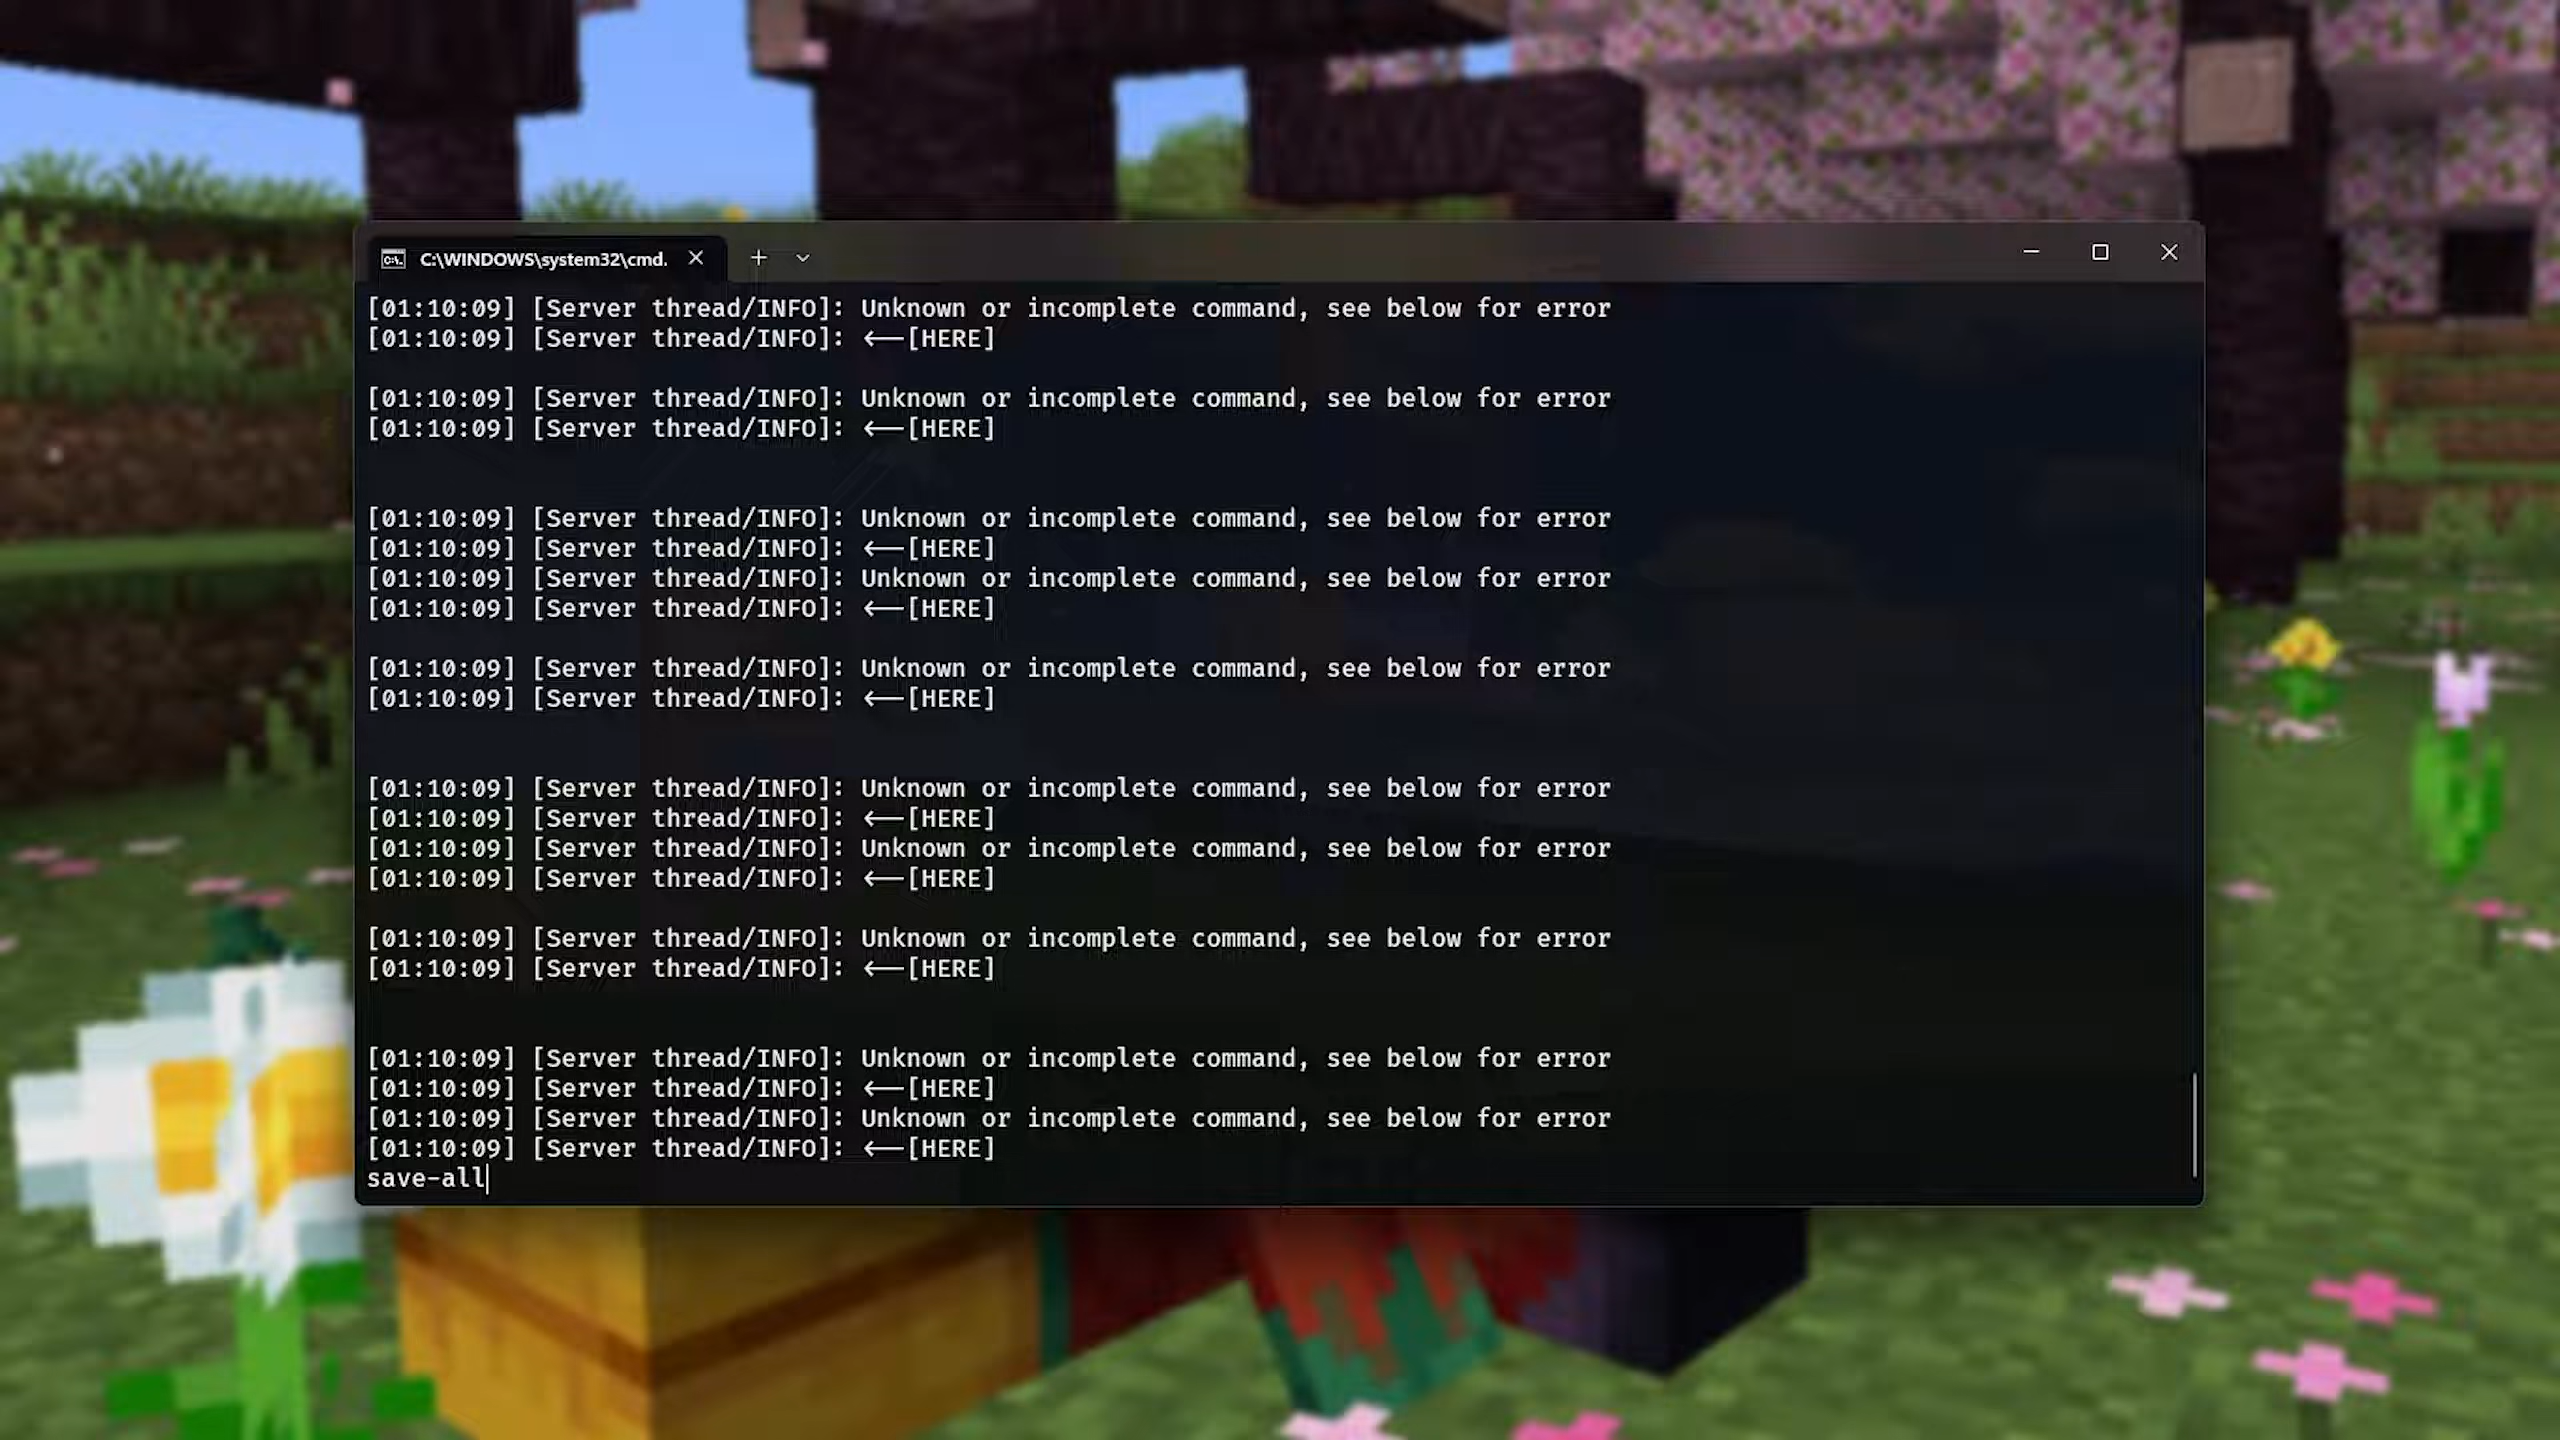 C:\WINDOWS\system32\cmd.
[01:10:09] [Server thread/INFO]: Unknown or incomplete command, see below for error
[01:10:09] [Server thread/INFO]: <--[HERE]
[01:10:09] [Server thread/INFO]: Unknown or incomplete command, see below for error
[01:10:09] [Server thread/INFO]: <--[HERE]
[01:10:09] [Server thread/INFO]: Unknown or incomplete command, see below for error
[01:10:09] [Server thread/INFO]: <--[HERE]
[01:10:09] [Server thread/INFO]: Unknown or incomplete command, see below for error
[01:10:09] [Server thread/INFO]: <--[HERE]
[01:10:09] [Server thread/INFO]: Unknown or incomplete command, see below for error
[01:10:09] [Server thread/INFO]: <--[HERE]
[01:10:09] [Server thread/INFO]: Unknown or incomplete command, see below for error
[01:10:09] [Server thread/INFO]: <--[HERE]
[01:10:09] [Server thread/INFO]: Unknown or incomplete command, see below for error
[01:10:09] [Server thread/INFO]: <--[HERE]
[01:10:09] [Server thread/INFO]: Unknown or incomplete command, see below for error
[01:10:09] [Server thread/INFO]: <--[HERE]
[01:10:09] [Server thread/INFO]: Unknown or incomplete command, see below for error
[01:10:09] [Server thread/INFO]: <--[HERE]
[01:10:09] [Server thread/INFO]: Unknown or incomplete command, see below for error
[01:10:09] [Server thread/INFO]: <--[HERE]
save-all